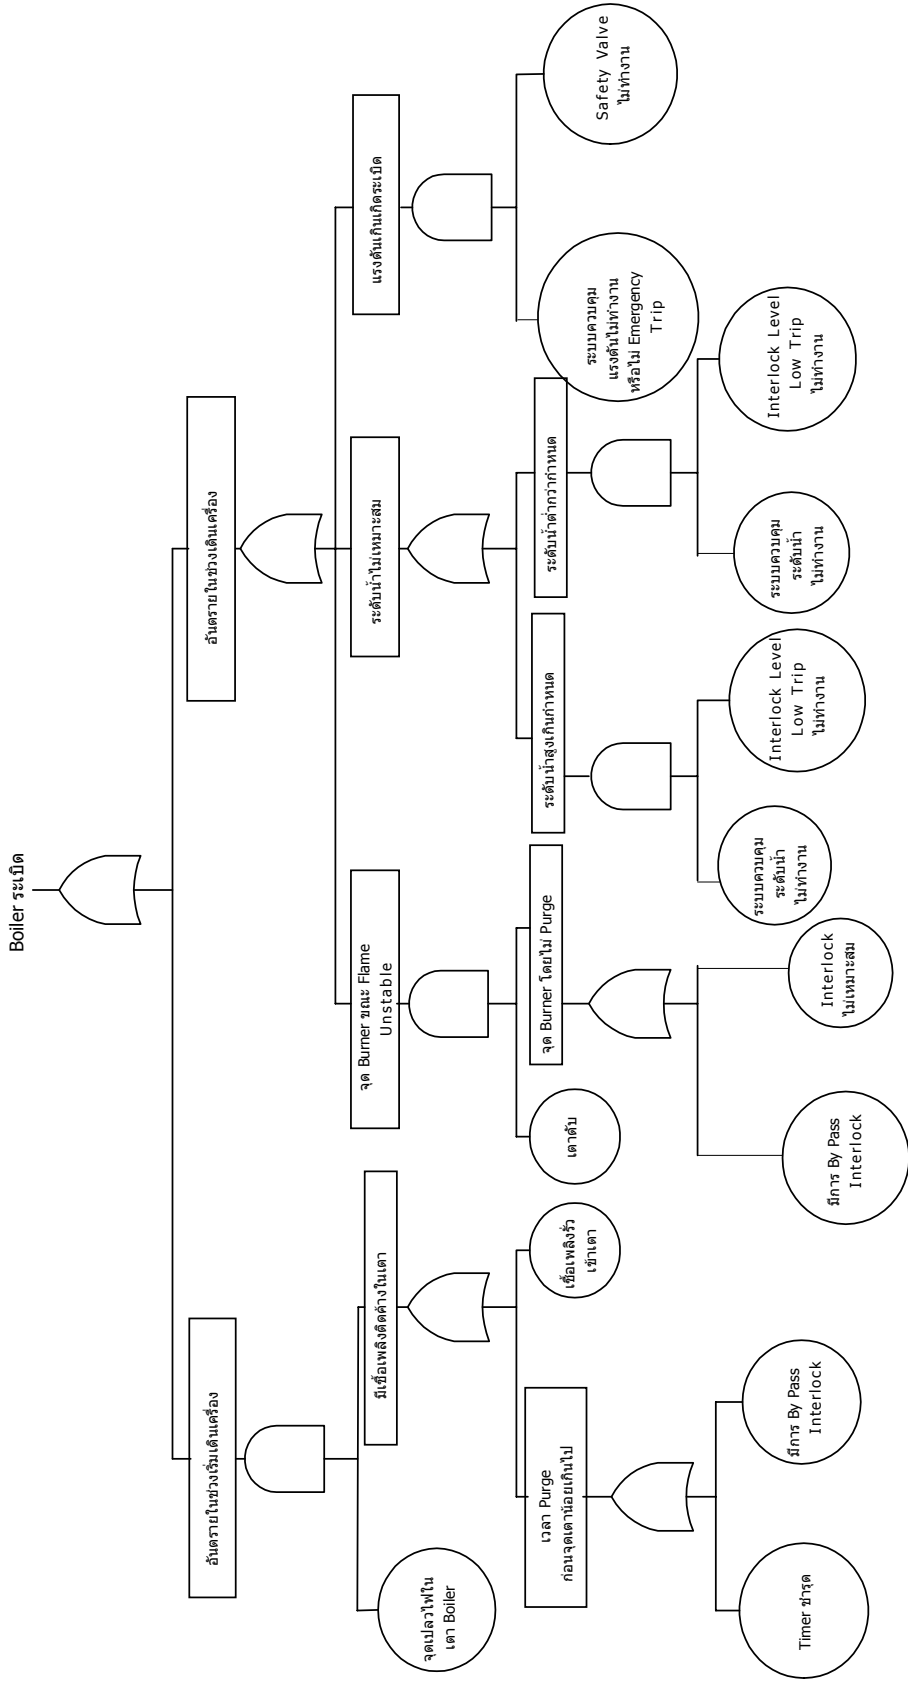 Boiler ระเบิด
อันตรายในช่วงเริ่มเดินเครื่อง
อันตรายในช่วงเดินเครื่อง
จุดเปลวไฟใน
เตา Boiler
มีเชื้อเพลิงติดค้างในเตา
จุด Burner ขณะ Flame
Unstable
ระดับน้ำไม่เหมาะสม
แรงดันเกินเกิดระเบิด
เวลา Purge
ก่อนจุดเตาน้อยเกินไป
เชื้อเพลิงรั่ว
เข้าเตา
เตาดับ
จุด Burner โดยไม่ Purge
ระดับน้ำสูงเกินกำหนด
ระดับน้ำต่ำกว่ากำหนด
ระบบควบคุม
แรงดันไม่ทำงาน
หรือไม่ Emergency
Trip
Safety Valve
ไม่ทำงาน
Timer ชำรุด
มีการ By Pass
Interlock
มีการ By Pass
Interlock
Interlock
ไม่เหมาะสม
ระบบควบคุม
ระดับน้ำ
ไม่ทำงาน
Interlock Level
Low Trip
ไม่ทำงาน
ระบบควบคุม
ระดับน้ำ
ไม่ทำงาน
Interlock Level
Low Trip
ไม่ทำงาน